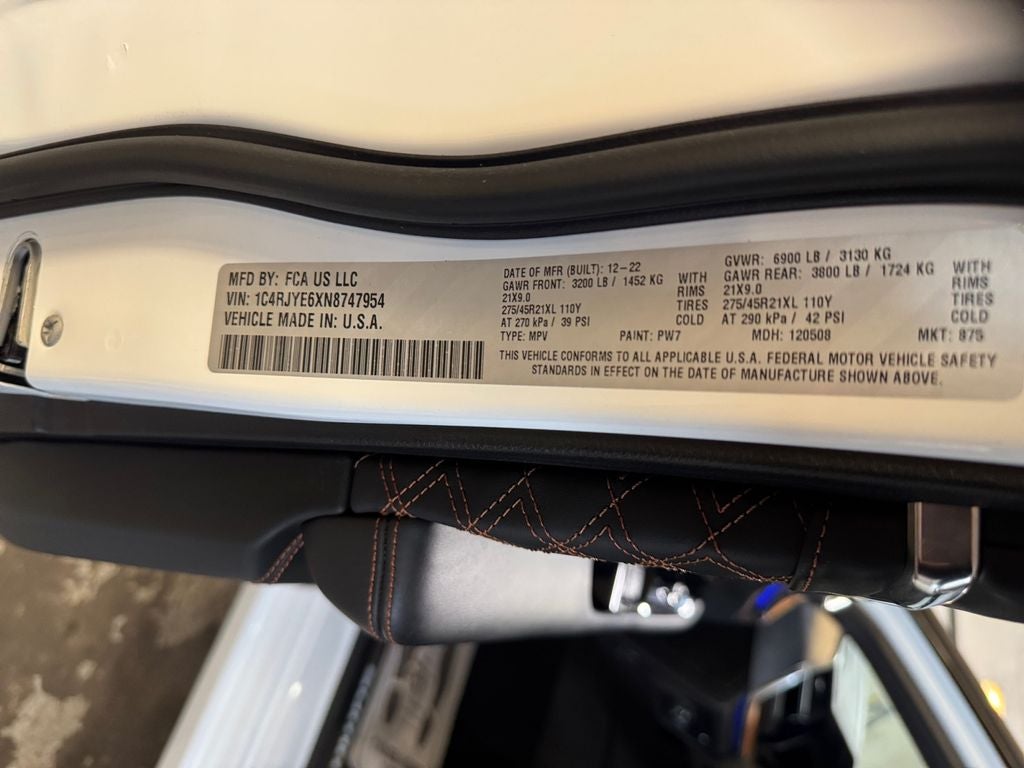 MFD BY: FCA US LLC
VIN: 1C4RJYE6XN8747954
VEHICLE MADE IN: U.S.A.
DATE OF MFR (BUILT): 12-22
GAWR FRONT: 3200 LB / 1452 KG WITH
21X9.0 RIMS
275/45R21XL 110Y TIRES
AT 270 kPa / 39 PSI COLD
TYPE: MPV PAINT: PW7
GVWR: 6900 LB / 3130 KG
GAWR REAR: 3800 LB / 1724 KG WITH
21X9.0 RIMS
275/45R21XL 110Y TIRES
AT 290 kPa / 42 PSI COLD
MDH: 120508 MKT: 875
THIS VEHICLE CONFORMS TO ALL APPLICABLE U.S.A. FEDERAL MOTOR VEHICLE SAFETY
STANDARDS IN EFFECT ON THE DATE OF MANUFACTURE SHOWN ABOVE.